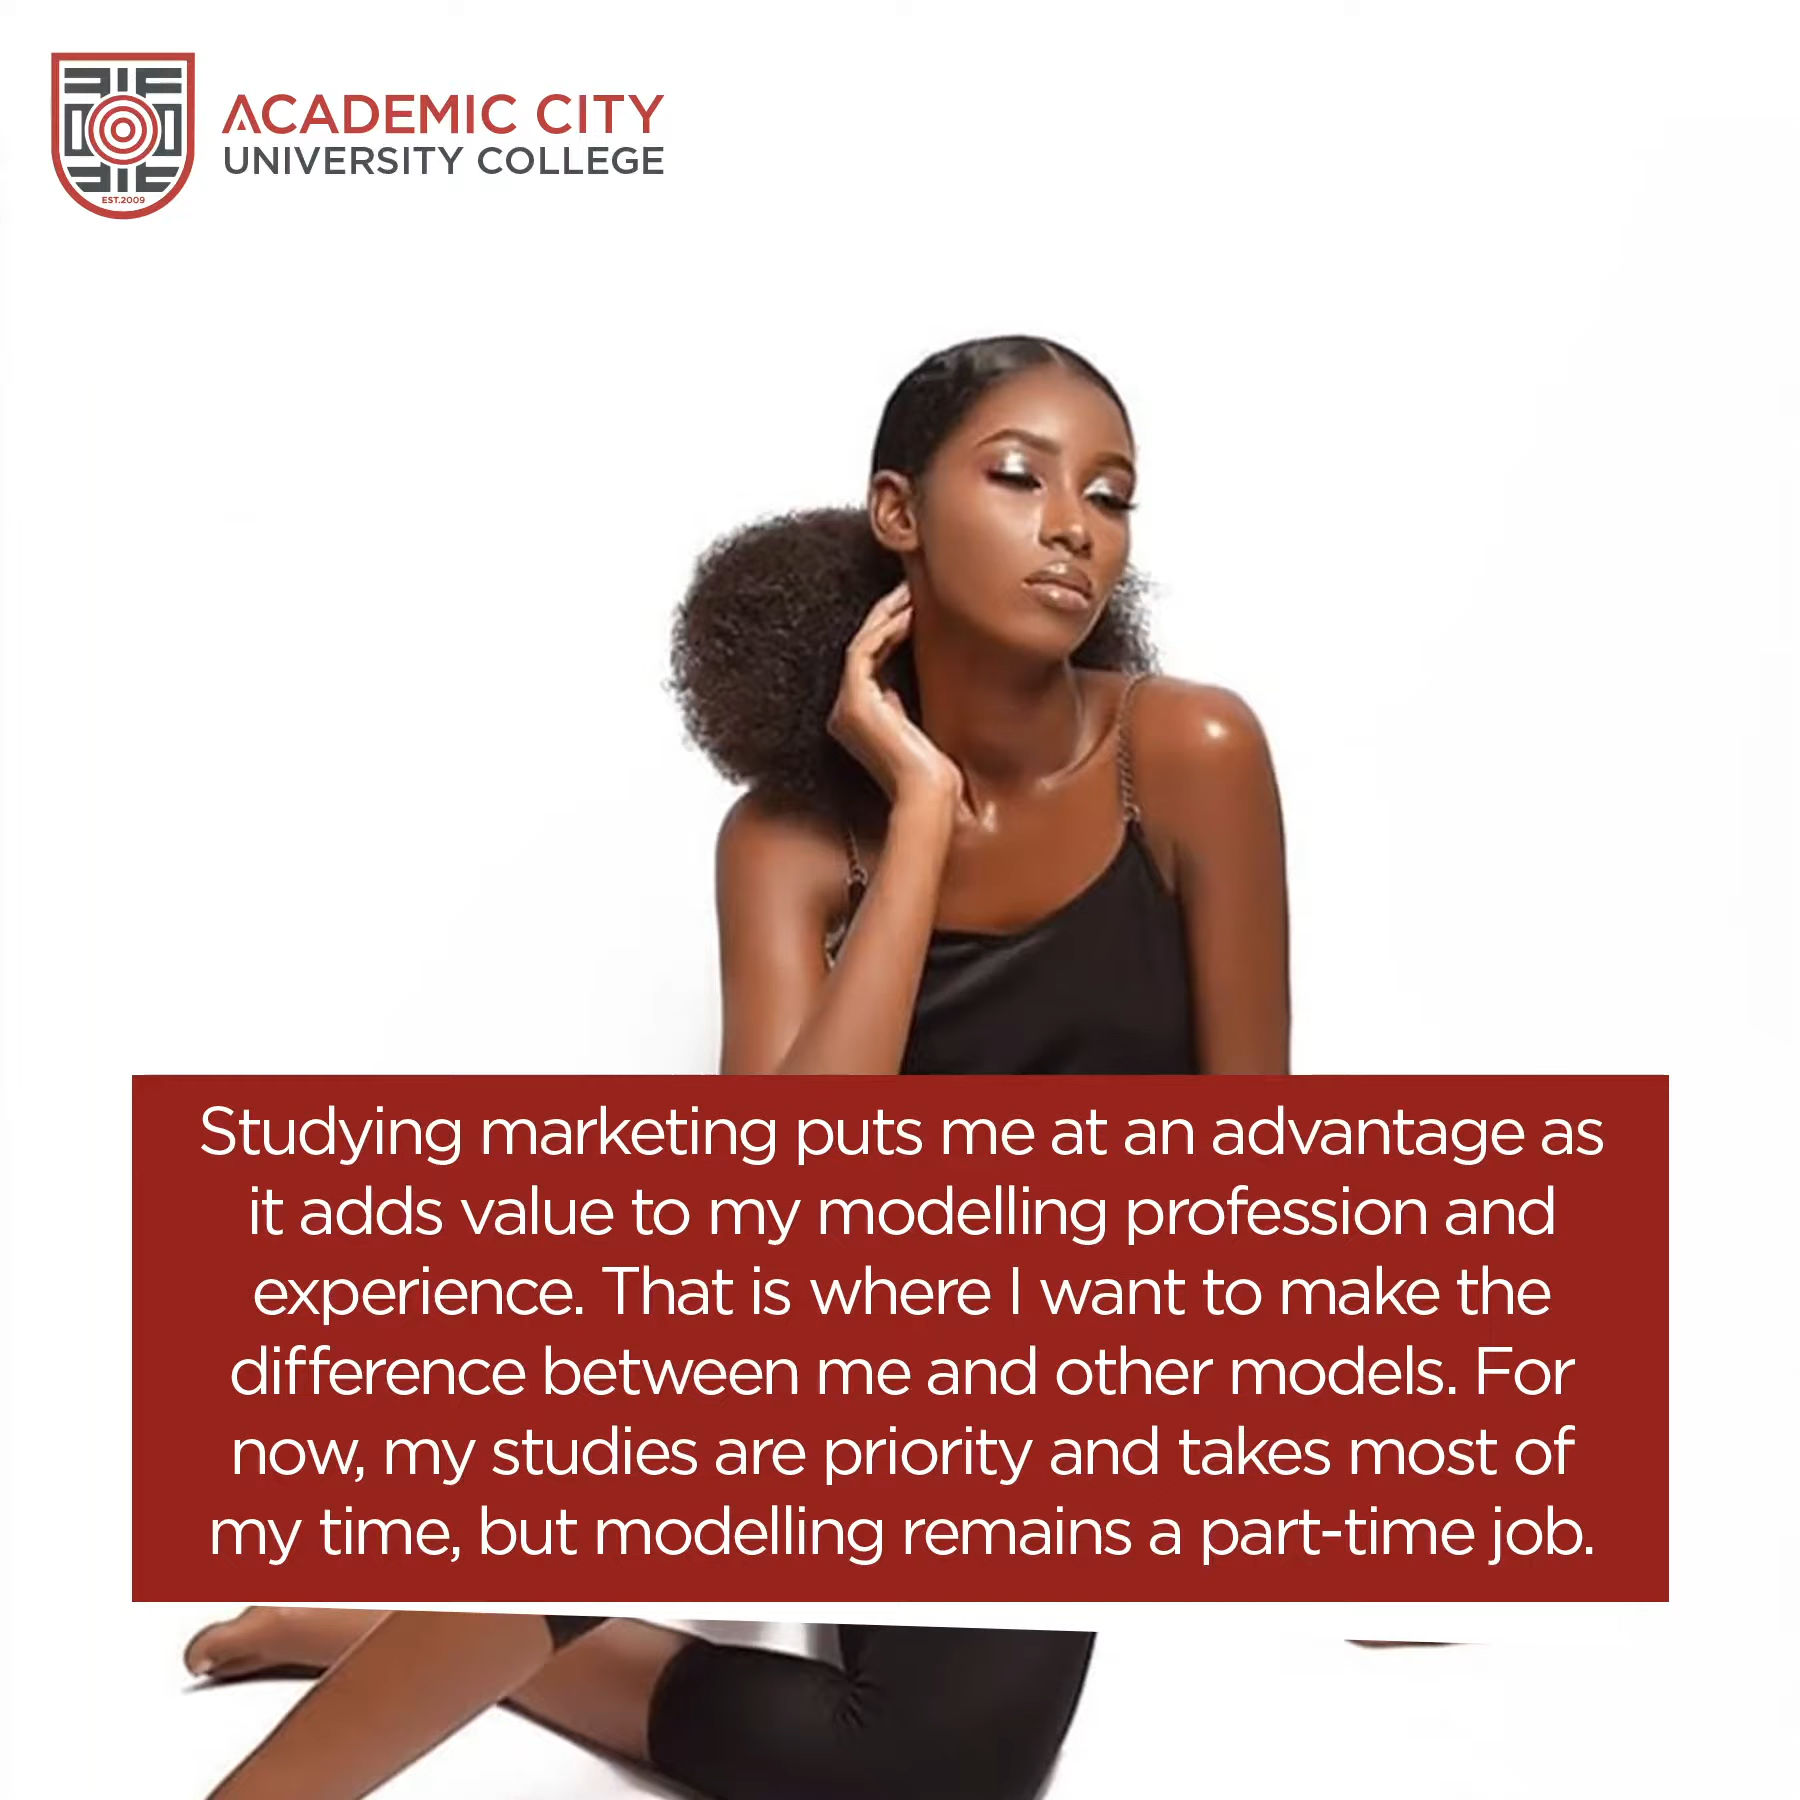 ACADEMIC CITY
UNIVERSITY COLLEGE
EST.2009
Studying marketing puts me at an advantage as
it adds value to my modelling profession and
experience. That is where I want to make the
difference between me and other models. For
now, my studies are priority and takes most of
my time, but modelling remains a part-time job.